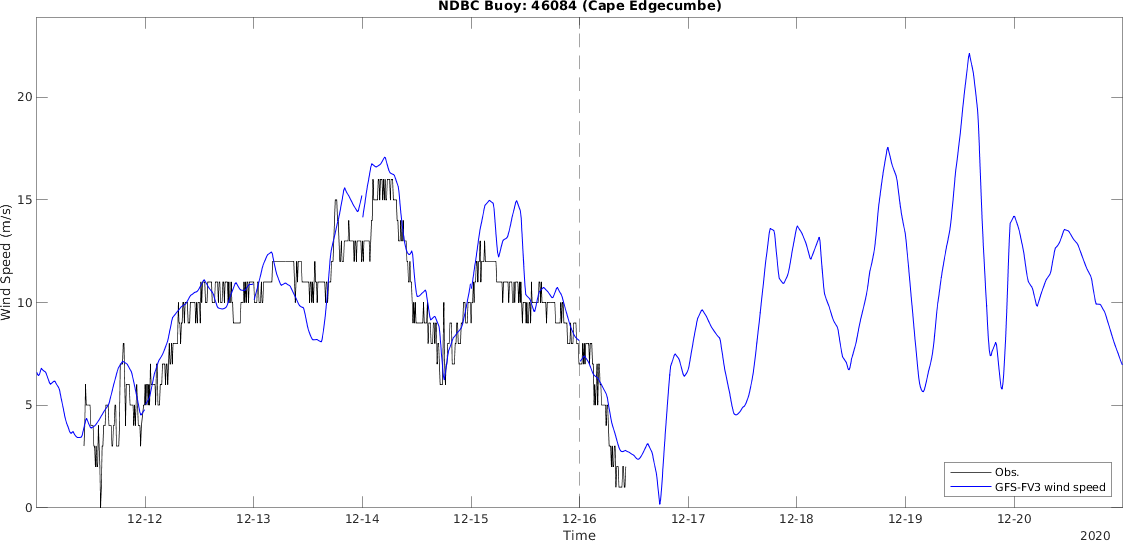 NDBC Buoy: 46084 (Cape Edgecumbe)
Wind Speed (m/s)
20
15
10
5
0
12-12 12-13 12-14 12-15 12-16 12-17 12-18 12-19 12-20
Time
2020
Obs.
GFS-FV3 wind speed